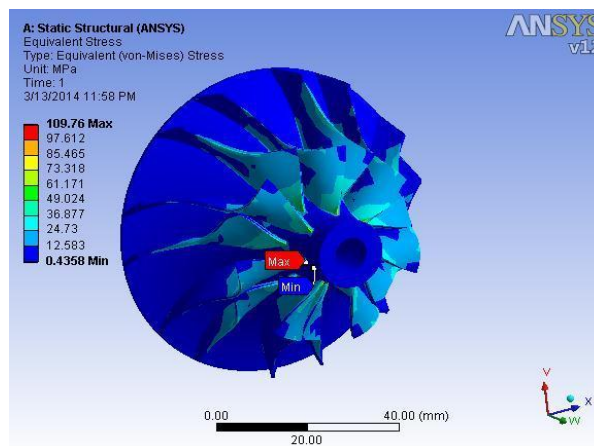 A: Static Structural (ANSYS)
Equivalent Stress
Type: Equivalent (von-Mises) Stress
Unit: MPa
Time: 1
3/13/2014 11:58 PM
ANSYS
109.76 Max
97.612
85.465
73.318
61.171
49.024
36.877
24.73
12.583
0.4358 Min
Max
Min
0.00
40.00 (mm)
20.00
X